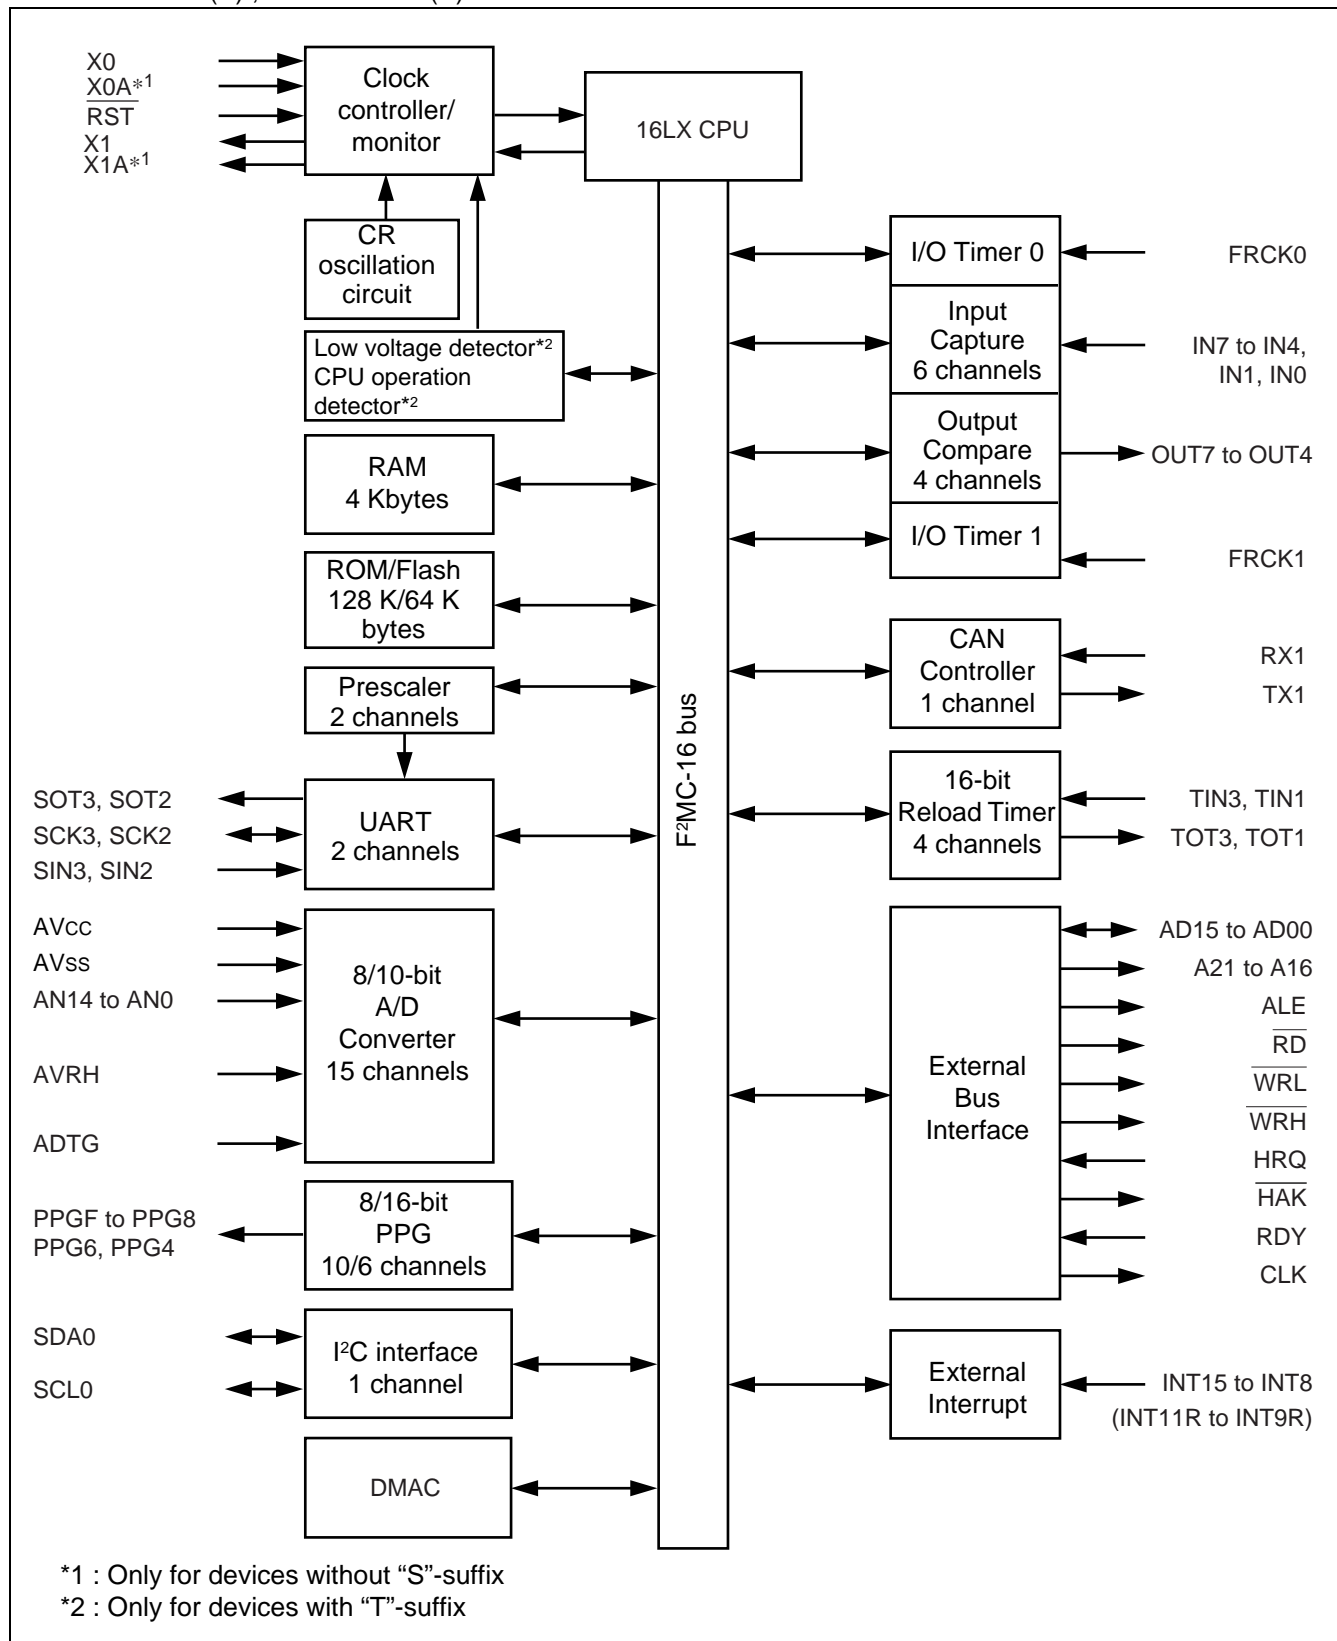 X0
X0A*1
RST
X1
X1A*1
Clock
controller/
monitor
16LX CPU
CR
oscillation
circuit
Low voltage detector*2
CPU operation
detector*2
RAM
4 Kbytes
ROM/Flash
128 K/64 K
bytes
Prescaler
2 channels
SOT3, SOT2
SCK3, SCK2
SIN3, SIN2
UART
2 channels
AVCC
AVSS
AN14 to AN0
AVRH
ADTG
8/10-bit
A/D
Converter
15 channels
PPGF to PPG8
PPG6, PPG4
8/16-bit
PPG
10/6 channels
SDA0
SCL0
I2C interface
1 channel
DMAC
F2MC-16 bus
I/O Timer 0
FRCK0
Input
Capture
6 channels
IN7 to IN4,
IN1, IN0
Output
Compare
4 channels
OUT7 to OUT4
I/O Timer 1
FRCK1
CAN
Controller
1 channel
RX1
TX1
16-bit
Reload Timer
4 channels
TIN3, TIN1
TOT3, TOT1
External
Bus
Interface
AD15 to AD00
A21 to A16
ALE
RD
WRL
WRH
HRQ
HAK
RDY
CLK
External
Interrupt
INT15 to INT8
(INT11R to INT9R)
*1 : Only for devices without “S”-suffix
*2 : Only for devices with “T”-suffix